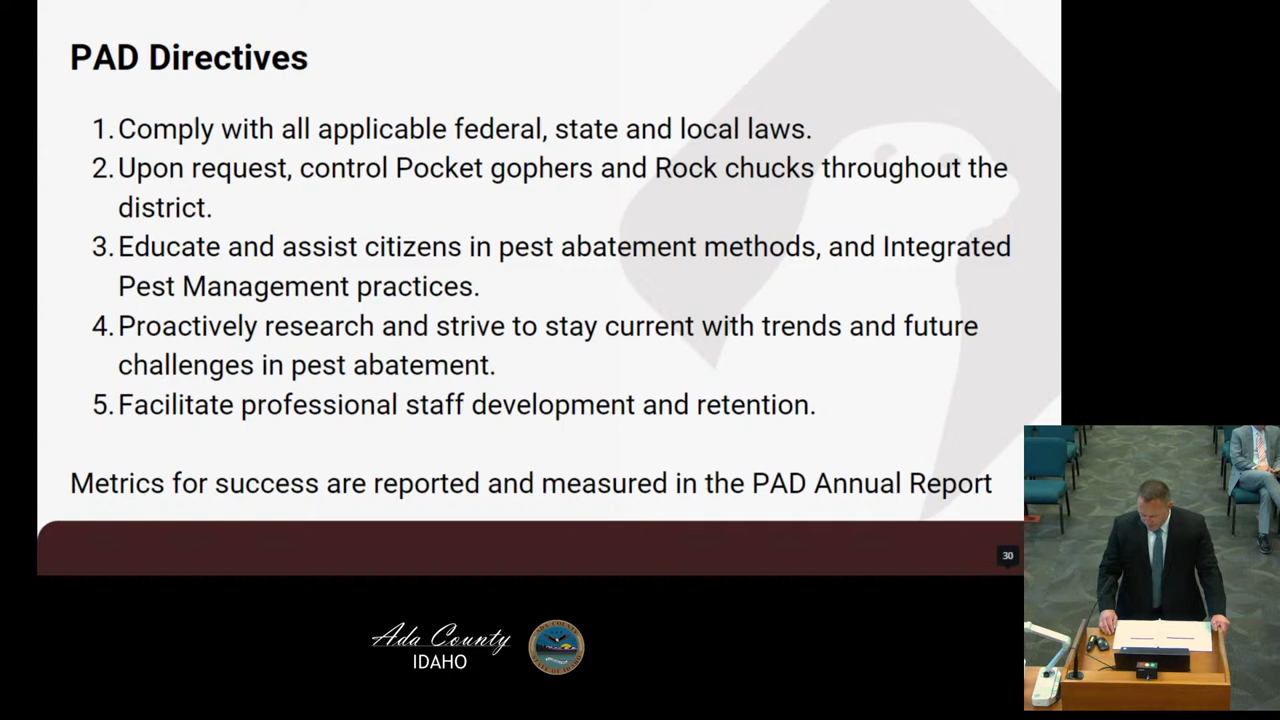 PAD Directives
1. Comply with all applicable federal, state and local laws.
2. Upon request, control Pocket gophers and Rock chucks throughout the
district.
3. Educate and assist citizens in pest abatement methods, and Integrated
Pest Management practices.
4. Proactively research and strive to stay current with trends and future
challenges in pest abatement.
5. Facilitate professional staff development and retention.
Metrics for success are reported and measured in the PAD Annual Report
30
Ada County
IDAHO